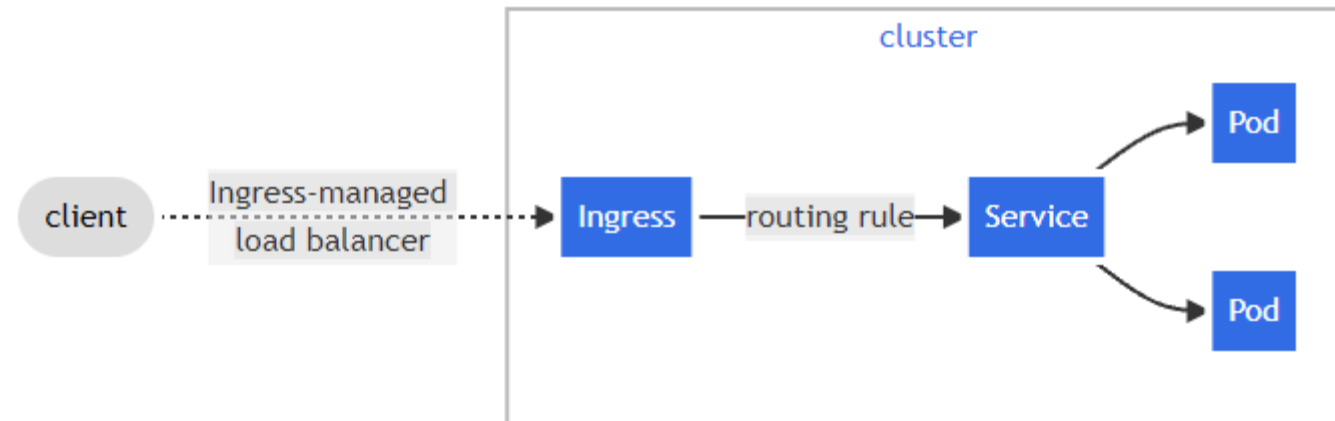 cluster
client
Ingress-managed
load balancer
Ingress
routing rule
Service
Pod
Pod